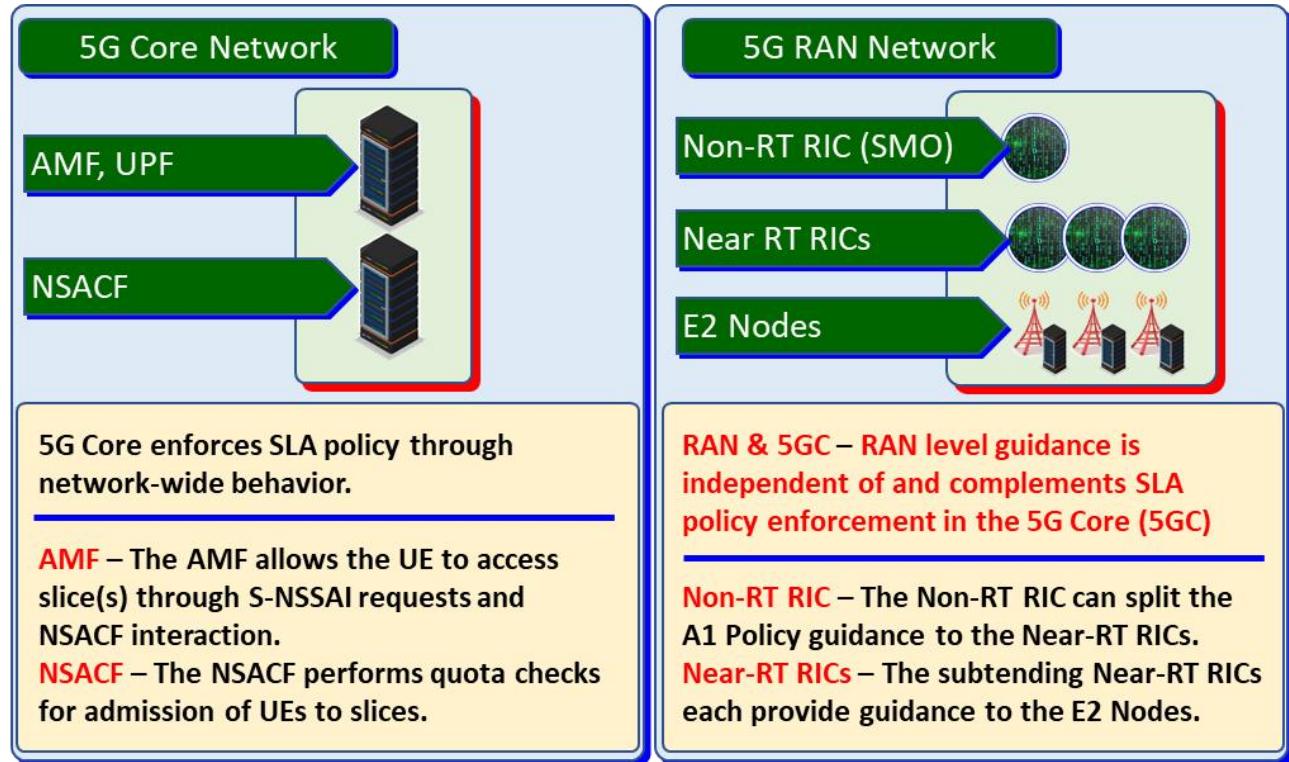 5G Core Network
AMF, UPF
NSACF
5G Core enforces SLA policy through
network-wide behavior.
AMF – The AMF allows the UE to access
slice(s) through S-NSSAI requests and
NSACF interaction.
NSACF – The NSACF performs quota checks
for admission of UEs to slices.
5G RAN Network
Non-RT RIC (SMO)
Near RT RICs
E2 Nodes
RAN & 5GC – RAN level guidance is
independent of and complements SLA
policy enforcement in the 5G Core (5GC)
Non-RT RIC – The Non-RT RIC can split the
A1 Policy guidance to the Near-RT RICs.
Near-RT RICs – The subtending Near-RT RICs
each provide guidance to the E2 Nodes.